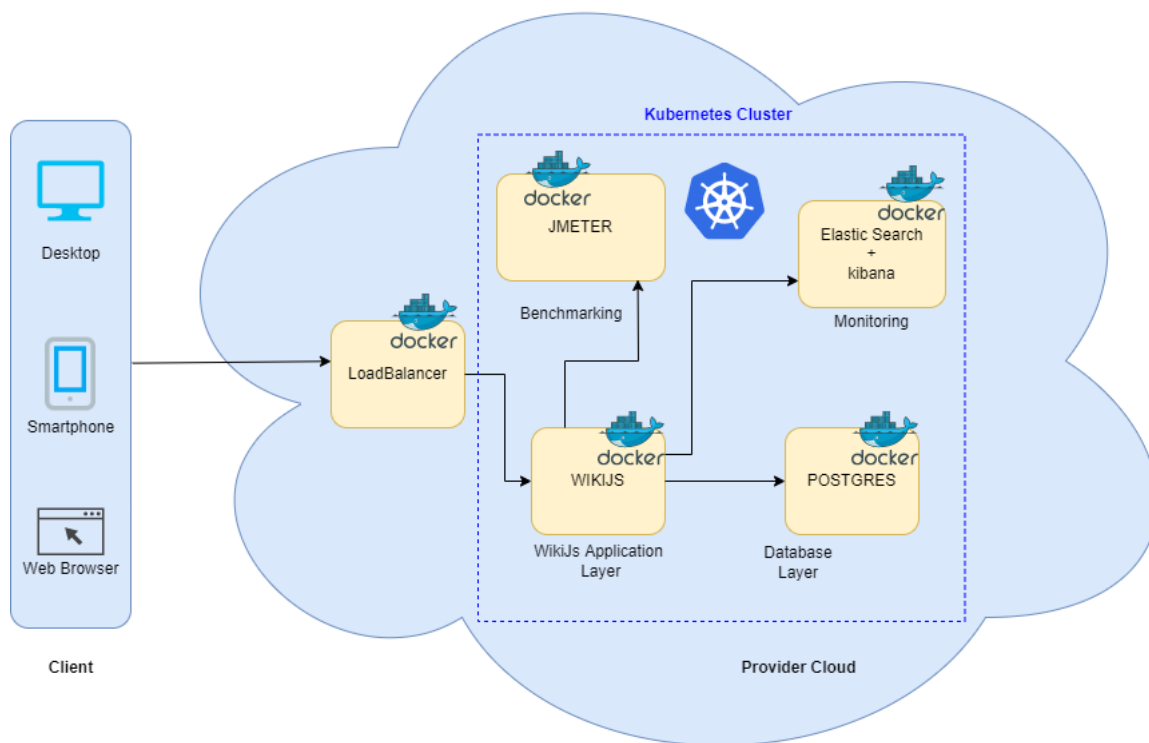 Kubernetes Cluster
docker
JMETER
docker
Elastic Search
+
kibana
Desktop
Benchmarking
Monitoring
docker
LoadBalancer
Smartphone
docker
WIKIJS
docker
POSTGRES
WikiJs Application
Layer
Database
Layer
Web Browser
Client
Provider Cloud